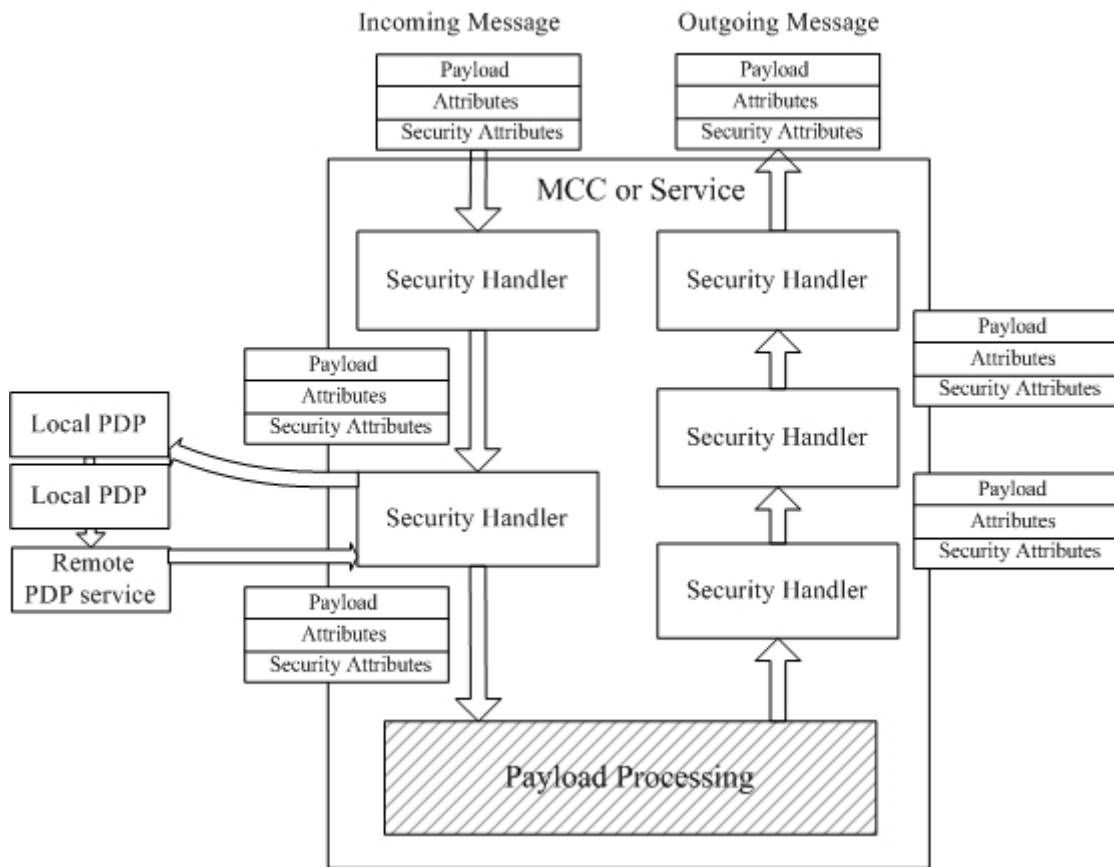 Incoming Message
Outgoing Message
Payload
Attributes
Security Attributes
Payload
Attributes
Security Attributes
MCC or Service
Security Handler
Security Handler
Payload
Attributes
Security Attributes
Payload
Attributes
Security Attributes
Local PDP
Local PDP
Remote
PDP service
Security Handler
Security Handler
Payload
Attributes
Security Attributes
Payload
Attributes
Security Attributes
Security Handler
Payload Processing